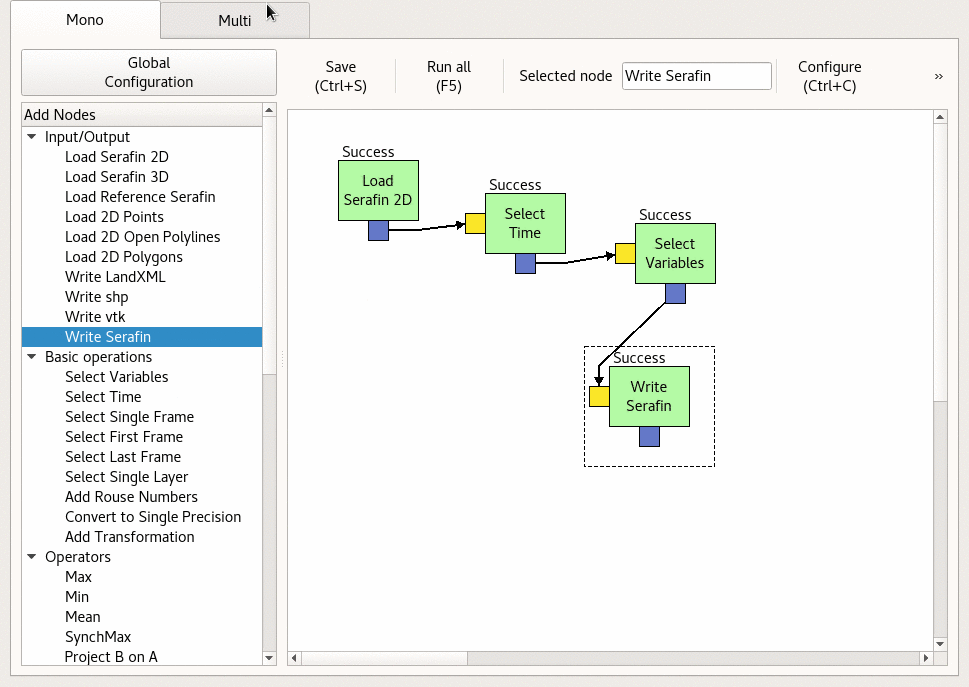 Mono
Multi
Global
Configuration
Save
(Ctrl+S)
Run all
(F5)
Selected node
Write Serafin
Configure
(Ctrl+C)
»
Add Nodes
Input/Output
Load Serafin 2D
Load Serafin 3D
Load Reference Serafin
Load 2D Points
Load 2D Open Polylines
Load 2D Polygons
Write LandXML
Write shp
Write vtk
Write Serafin
Basic operations
Select Variables
Select Time
Select Single Frame
Select First Frame
Select Last Frame
Select Single Layer
Add Rouse Numbers
Convert to Single Precision
Add Transformation
Operators
Max
Min
Mean
SynchMax
Project B on A
Success
Load
Serafin 2D
Success
Select
Time
Success
Select
Variables
Success
Write
Serafin